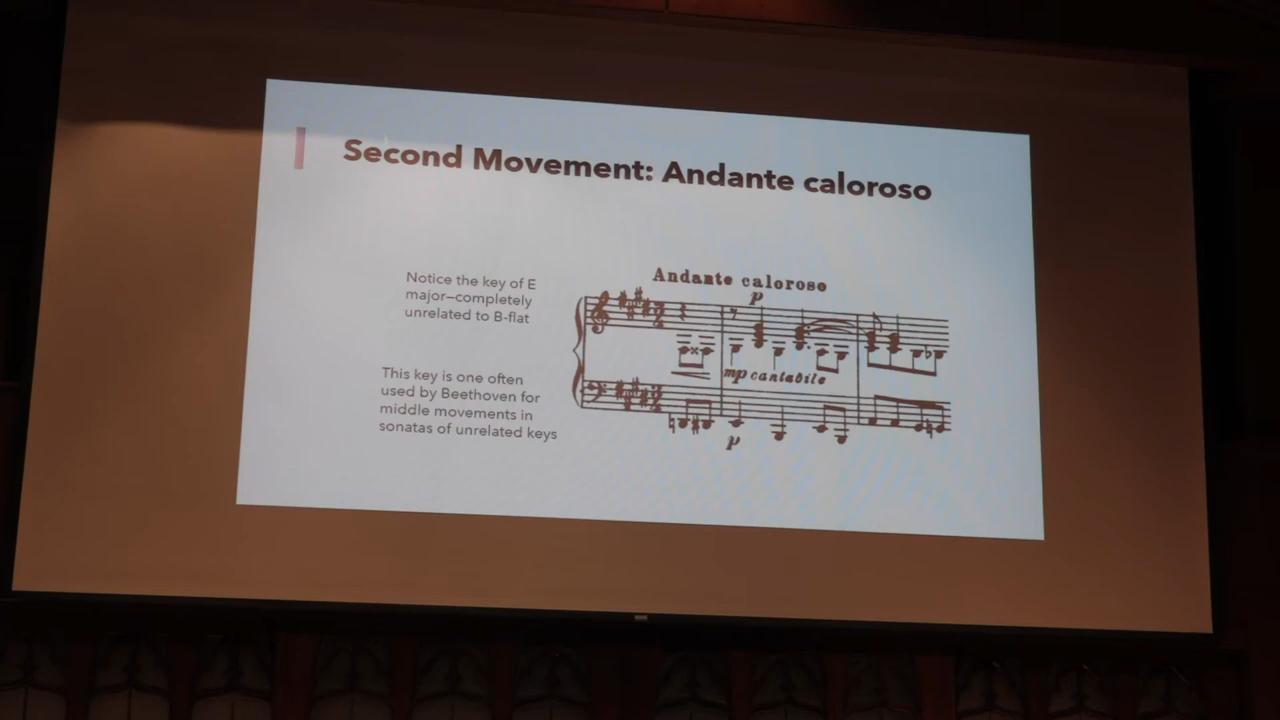 Second Movement: Andante caloroso
Notice the key of E
major—completely
unrelated to B-flat
This key is one often
used by Beethoven for
middle movements in
sonatas of unrelated keys
Andante caloroso
p
mp cantabile
p